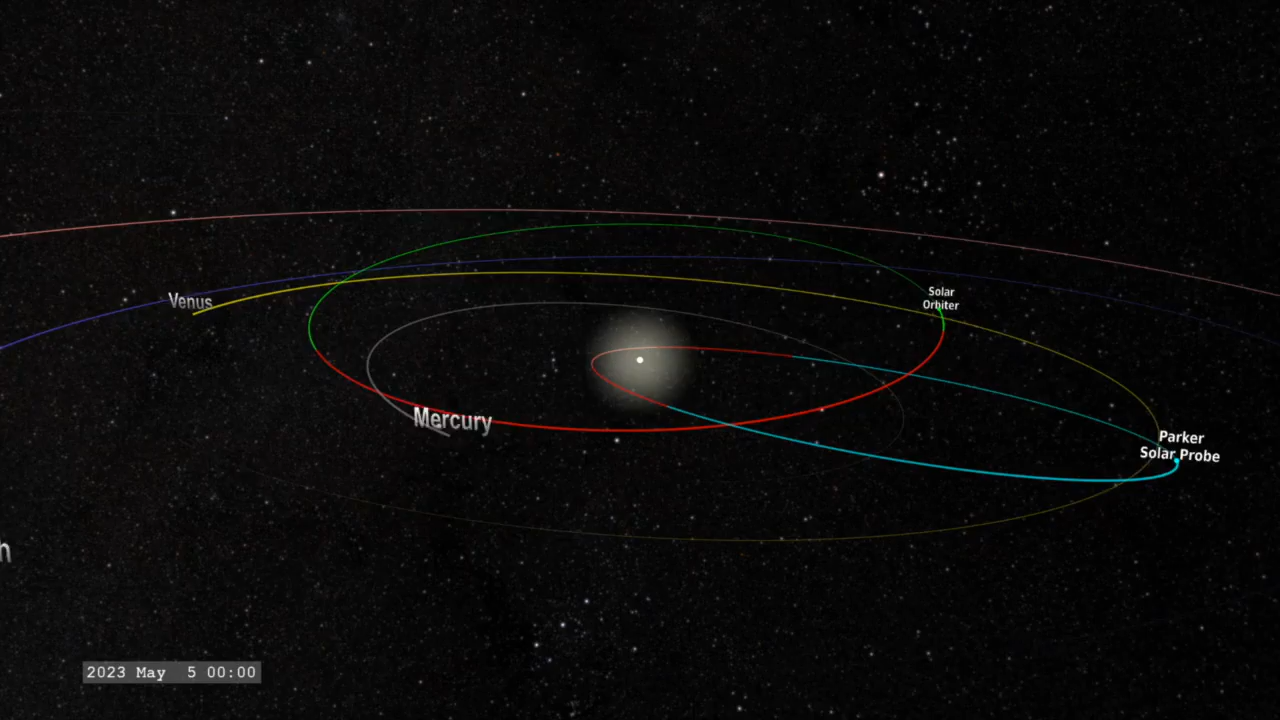 Solar
Orbiter
Venus
Mercury
Parker
Solar Probe
h
2023 May  5 00:00